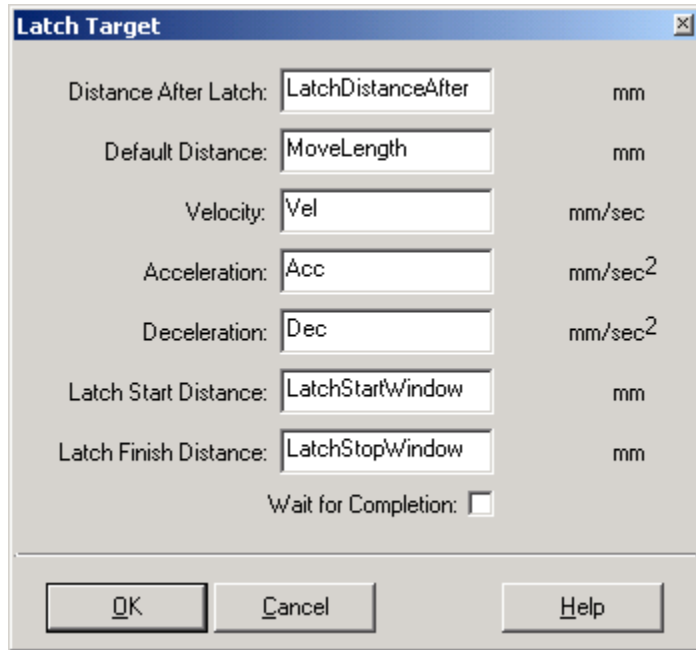 Latch Target
Distance After Latch: LatchDistanceAfter mm
Default Distance: MoveLength mm
Velocity: Vel mm/sec
Acceleration: Acc mm/sec2
Deceleration: Dec mm/sec2
Latch Start Distance: LatchStartWindow mm
Latch Finish Distance: LatchStopWindow mm
Wait for Completion:
OK Cancel Help